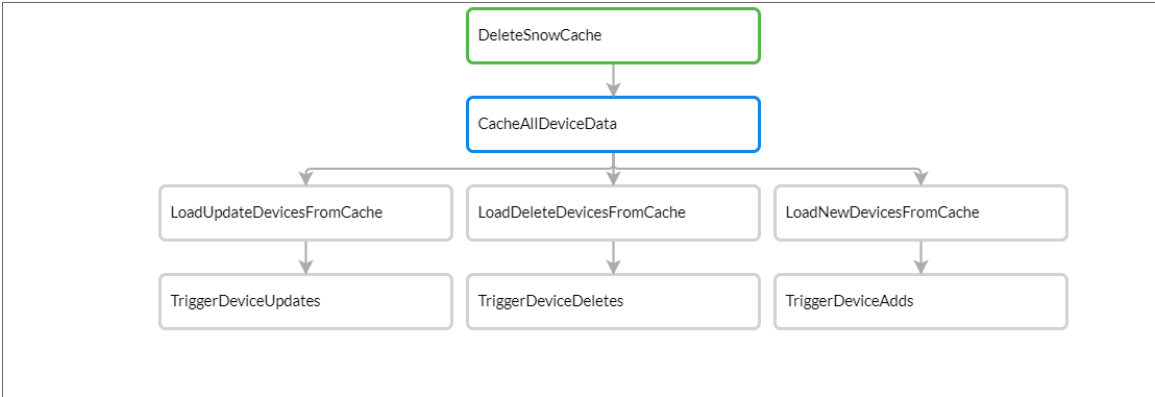 DeleteSnowCache
CacheAllDeviceData
LoadUpdateDevicesFromCache
LoadDeleteDevicesFromCache
LoadNewDevicesFromCache
TriggerDeviceUpdates
TriggerDeviceDeletes
TriggerDeviceAdds